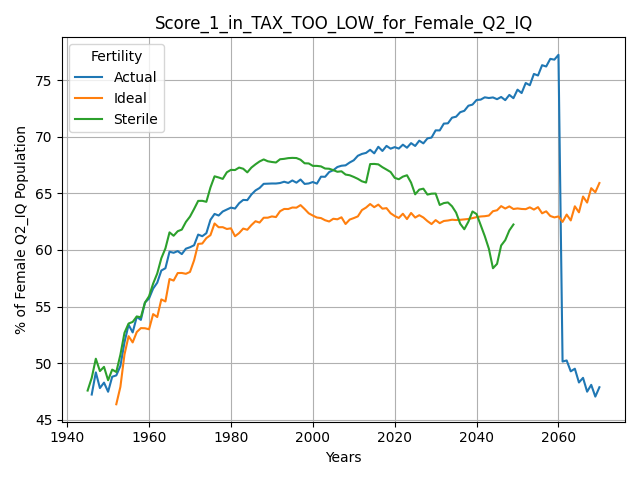 Score_1_in_TAX_TOO_LOW_for_Female_Q2_IQ
Fertility
Actual
Ideal
Sterile
% of Female Q2_IQ Population
75
70
65
60
55
50
45
1940
1960
1980
2000
2020
2040
2060
Years